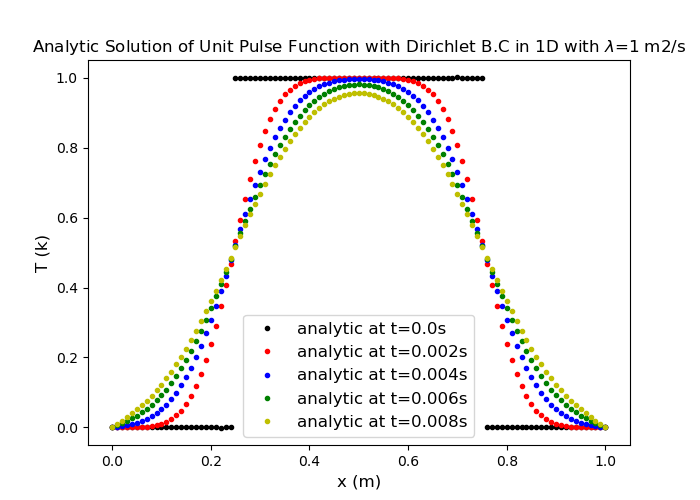 Analytic Solution of Unit Pulse Function with Dirichlet B.C in 1D with λ=1 m2/s
1.0
0.8
0.6
0.4
0.2
0.0
T (k)
analytic at t=0.0s
analytic at t=0.002s
analytic at t=0.004s
analytic at t=0.006s
analytic at t=0.008s
0.0 0.2 0.4 0.6 0.8 1.0
x (m)